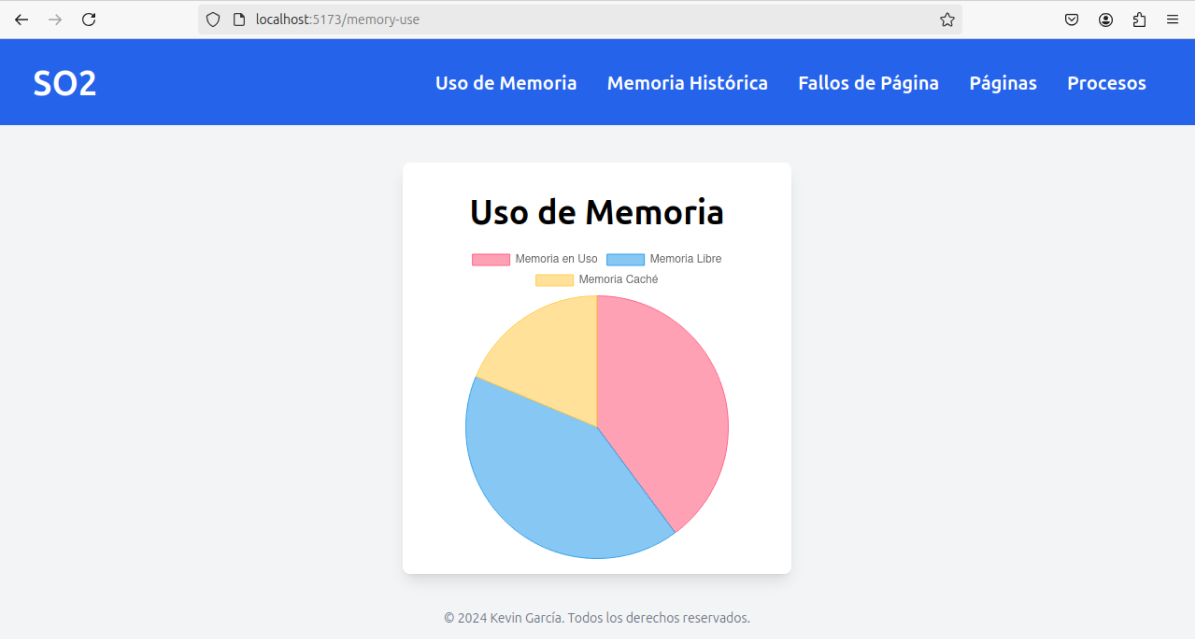 localhost:5173/memory-use
SO2
Uso de Memoria Memoria Histórica Fallos de Página Páginas Procesos
Uso de Memoria
Memoria en Uso Memoria Libre
Memoria Caché
© 2024 Kevin García. Todos los derechos reservados.